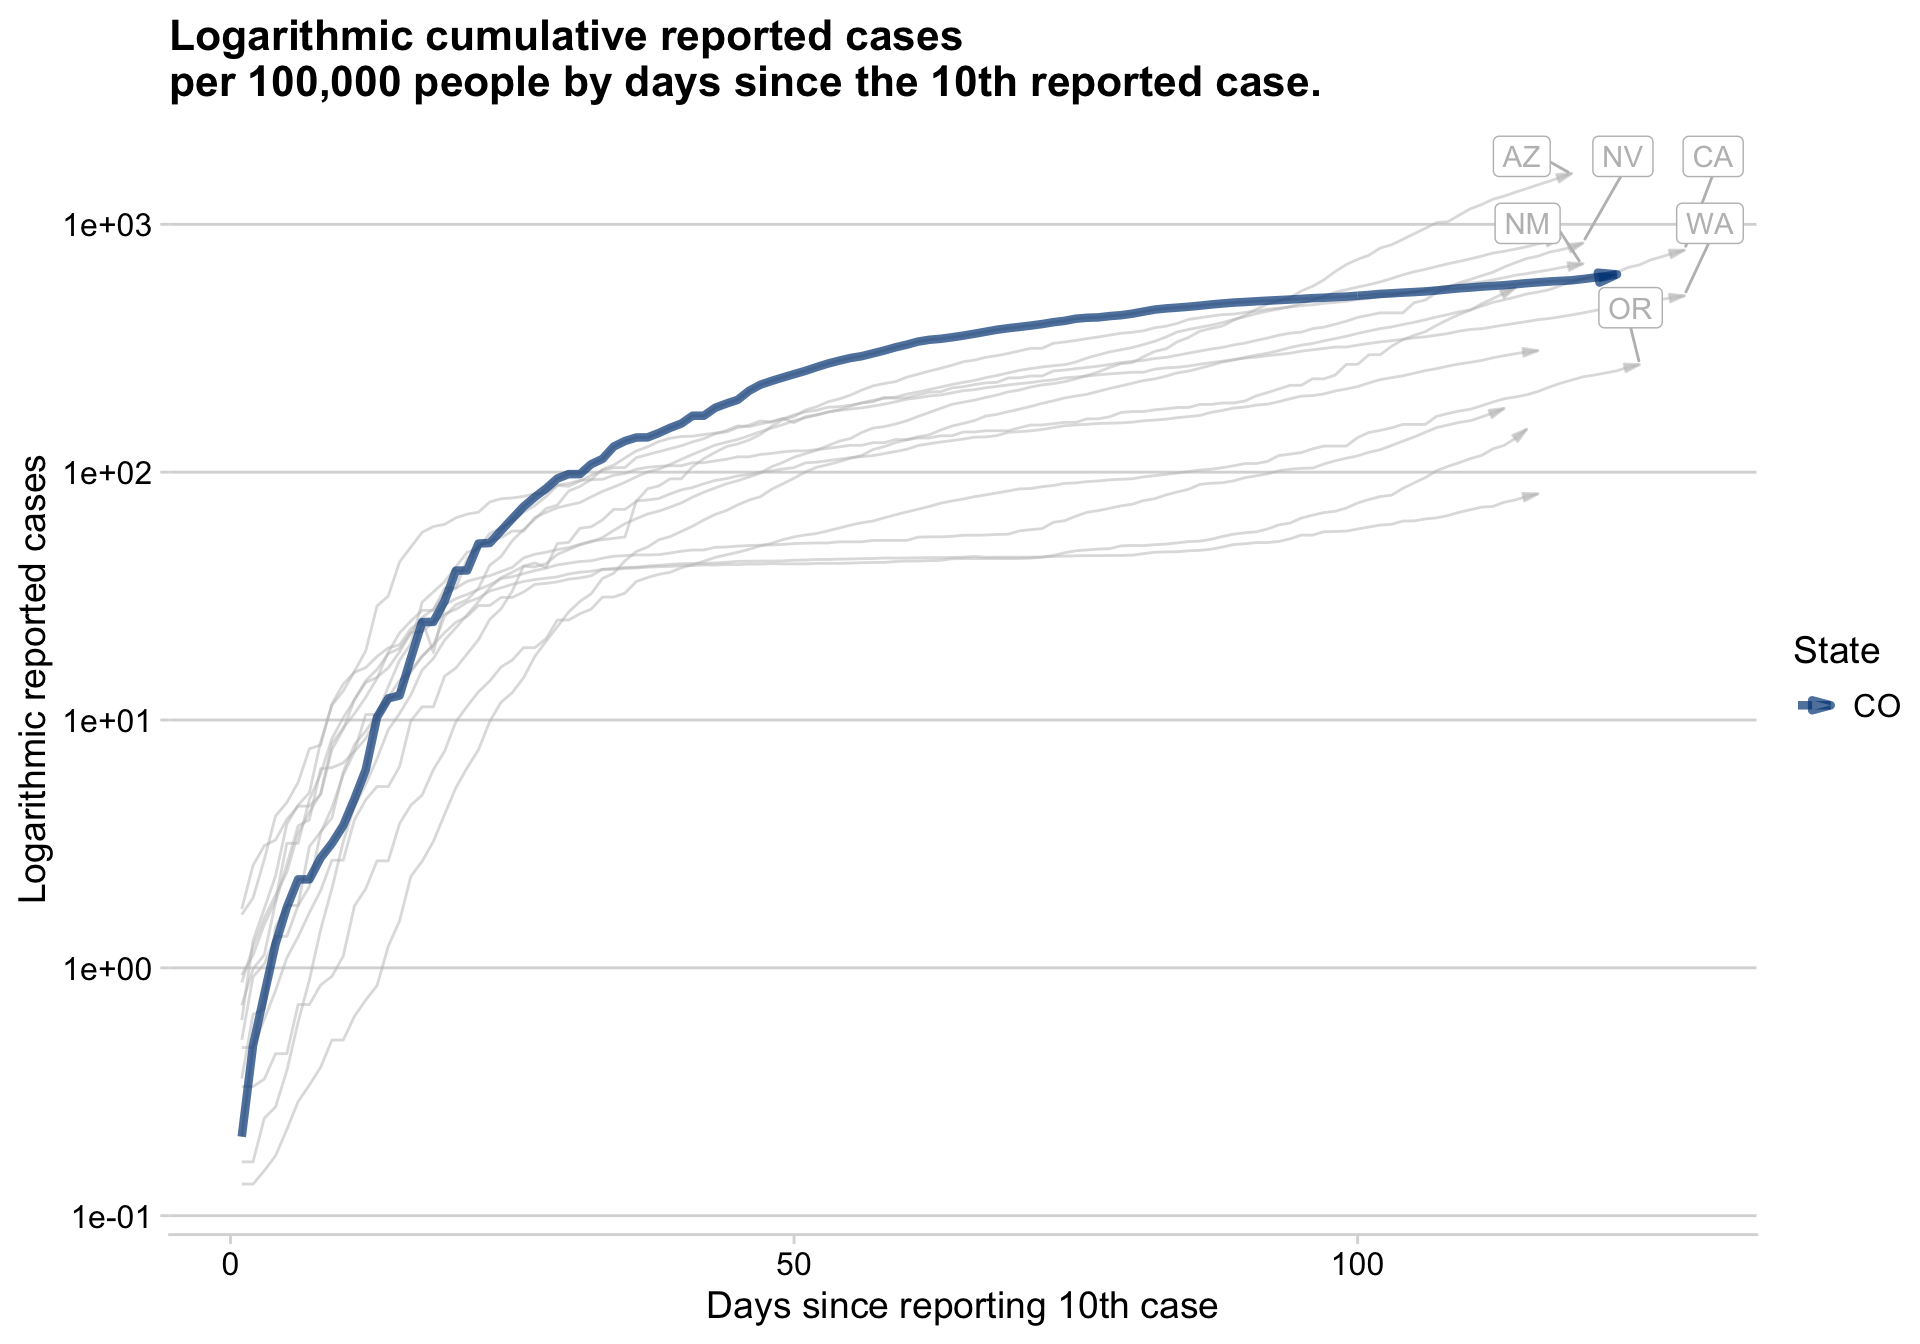 Logarithmic cumulative reported cases
per 100,000 people by days since the 10th reported case.
AZ
NV
CA
NM
WA
OR
1e+03
1e+02
1e+01
1e+00
1e-01
Logarithmic reported cases
0
50
100
Days since reporting 10th case
State
CO